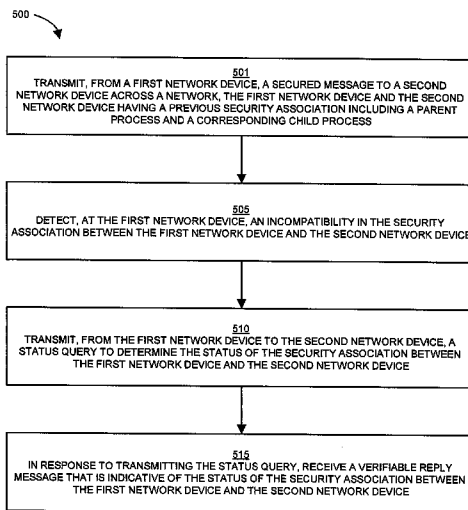 500
501
TRANSMIT, FROM A FIRST NETWORK DEVICE, A SECURED MESSAGE TO A SECOND
NETWORK DEVICE ACROSS A NETWORK, THE FIRST NETWORK DEVICE AND THE SECOND
NETWORK DEVICE HAVING A PREVIOUS SECURITY ASSOCIATION INCLUDING A PARENT
PROCESS AND A CORRESPONDING CHILD PROCESS
505
DETECT, AT THE FIRST NETWORK DEVICE, AN INCOMPATIBILITY IN THE SECURITY
ASSOCIATION BETWEEN THE FIRST NETWORK DEVICE AND THE SECOND NETWORK DEVICE
510
TRANSMIT, FROM THE FIRST NETWORK DEVICE TO THE SECOND NETWORK DEVICE, A
STATUS QUERY TO DETERMINE THE STATUS OF THE SECURITY ASSOCIATION BETWEEN
THE FIRST NETWORK DEVICE AND THE SECOND NETWORK DEVICE
515
IN RESPONSE TO TRANSMITTING THE STATUS QUERY, RECEIVE A VERIFIABLE REPLY
MESSAGE THAT IS INDICATIVE OF THE STATUS OF THE SECURITY ASSOCIATION BETWEEN
THE FIRST NETWORK DEVICE AND THE SECOND NETWORK DEVICE